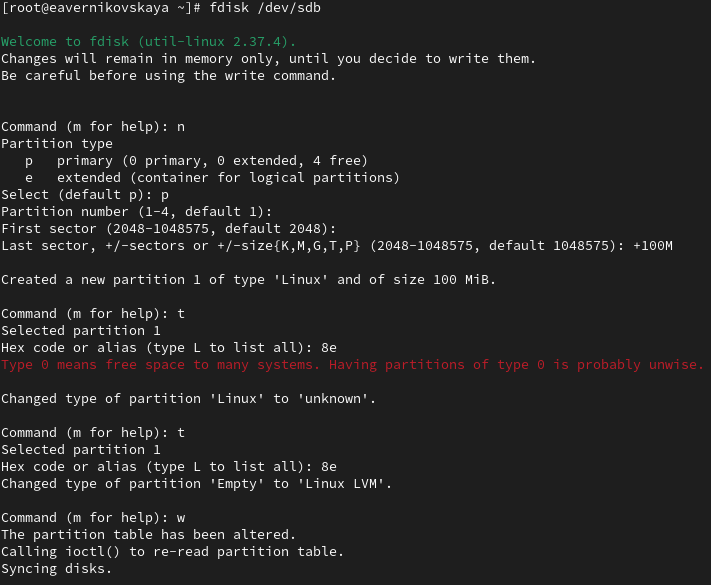 [root@eavernikovskaya ~]# fdisk /dev/sdb
Welcome to fdisk (util-linux 2.37.4).
Changes will remain in memory only, until you decide to write them.
Be careful before using the write command.
Command (m for help): n
Partition type
   p   primary (0 primary, 0 extended, 4 free)
   e   extended (container for logical partitions)
Select (default p): p
Partition number (1-4, default 1):
First sector (2048-1048575, default 2048):
Last sector, +/-sectors or +/-size{K,M,G,T,P} (2048-1048575, default 1048575): +100M
Created a new partition 1 of type 'Linux' and of size 100 MiB.
Command (m for help): t
Selected partition 1
Hex code or alias (type L to list all): 8e
Type 0 means free space to many systems. Having partitions of type 0 is probably unwise.
Changed type of partition 'Linux' to 'unknown'.
Command (m for help): t
Selected partition 1
Hex code or alias (type L to list all): 8e
Changed type of partition 'Empty' to 'Linux LVM'.
Command (m for help): w
The partition table has been altered.
Calling ioctl() to re-read partition table.
Syncing disks.